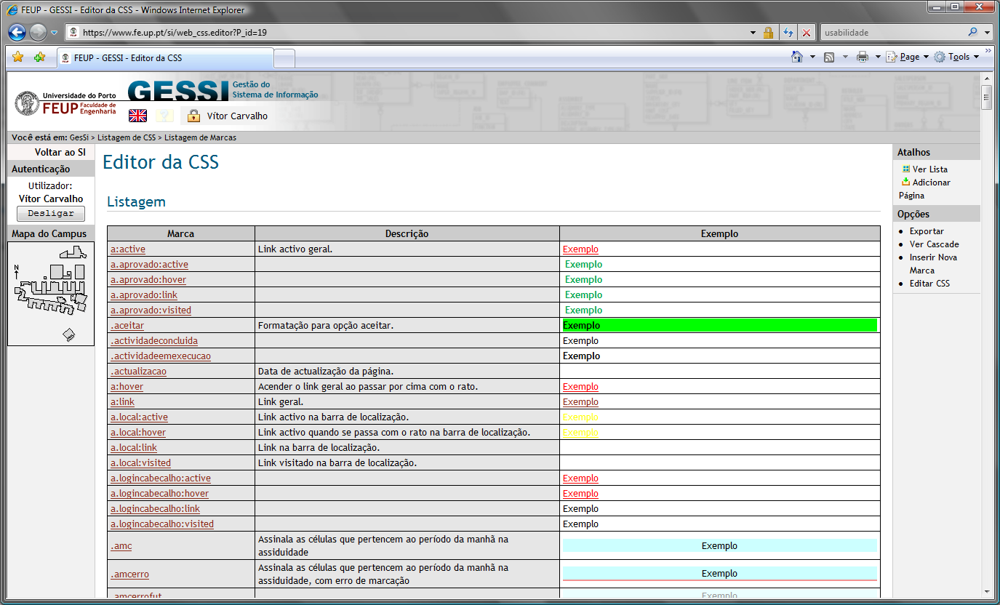 FEUP - GESSI - Editor da CSS - Windows Internet Explorer
https://www.fe.up.pt/si/web_css.editor?P_id=19
usabilidade
FEUP - GESSI - Editor da CSS
Page
Tools
Universidade do Porto
FEUP Faculdade de Engenharia
GESSI
Gestão do
Sistema de Informação
Vítor Carvalho
Você está em: GesSi > Listagem de CSS > Listagem de Marcas
Voltar ao SI
Autenticação
Utilizador:
Vítor Carvalho
Desligar
Mapa do Campus
N
Editor da CSS
Listagem
Marca Descrição Exemplo
a:active Link activo geral. Exemplo
a.aprovado:active Exemplo
a.aprovado:hover Exemplo
a.aprovado:link Exemplo
a.aprovado:visited Exemplo
.aceitar Formatação para opção aceitar. Exemplo
.actividadeconcluida Exemplo
.actividadeemexecucao Exemplo
.actualizacao Data de actualização da página.
a:hover Acender o link geral ao passar por cima com o rato. Exemplo
a:link Link geral. Exemplo
a.local:active Link activo na barra de localização. Exemplo
a.local:hover Link activo quando se passa com o rato na barra de localização. Exemplo
a.local:link Link na barra de localização.
a.local:visited Link visitado na barra de localização.
a.logincabecalho:active Exemplo
a.logincabecalho:hover Exemplo
a.logincabecalho:link Exemplo
a.logincabecalho:visited Exemplo
.amc Assinala as células que pertencem ao período da manhã na
assiduidade Exemplo
.amcerro Assinala as células que pertencem ao período da manhã na
assiduidade, com erro de marcação Exemplo
.amcerrofut Exemplo
Atalhos
Ver Lista
Adicionar
Página
Opções
Exportar
Ver Cascade
Inserir Nova
Marca
Editar CSS